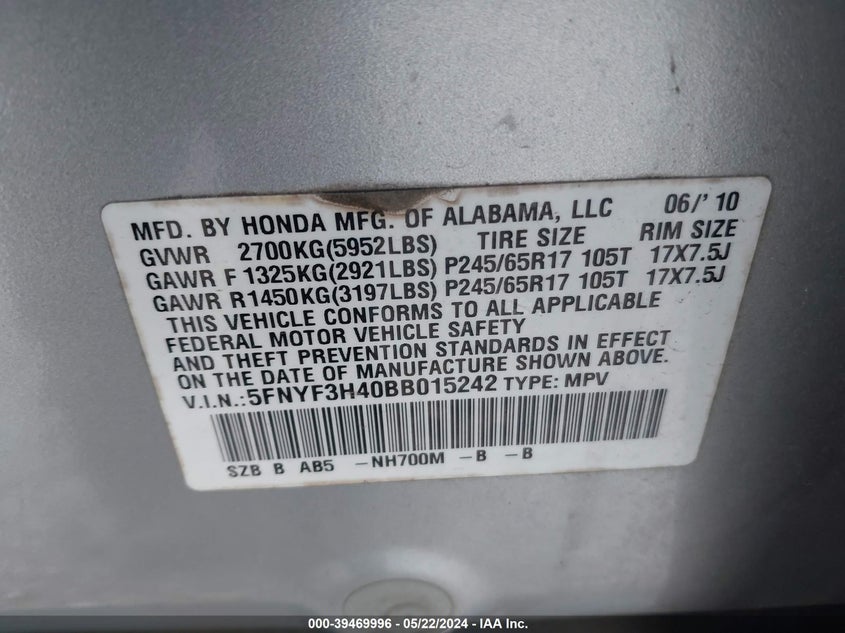 MFD. BY HONDA MFG. OF ALABAMA, LLC 06/' 10
GVWR 2700KG(5952LBS) TIRE SIZE RIM SIZE
GAWR F 1325KG(2921LBS) P245/65R17 105T 17X7.5J
GAWR R1450KG(3197LBS) P245/65R17 105T 17X7.5J
THIS VEHICLE CONFORMS TO ALL APPLICABLE
FEDERAL MOTOR VEHICLE SAFETY
AND THEFT PREVENTION STANDARDS IN EFFECT
ON THE DATE OF MANUFACTURE SHOWN ABOVE.
V.I.N.:5FNYF3H40BB015242 TYPE: MPV
SZB B AB5 -NH700M -B -B
000-39469996 - 05/22/2024 - IAA Inc.